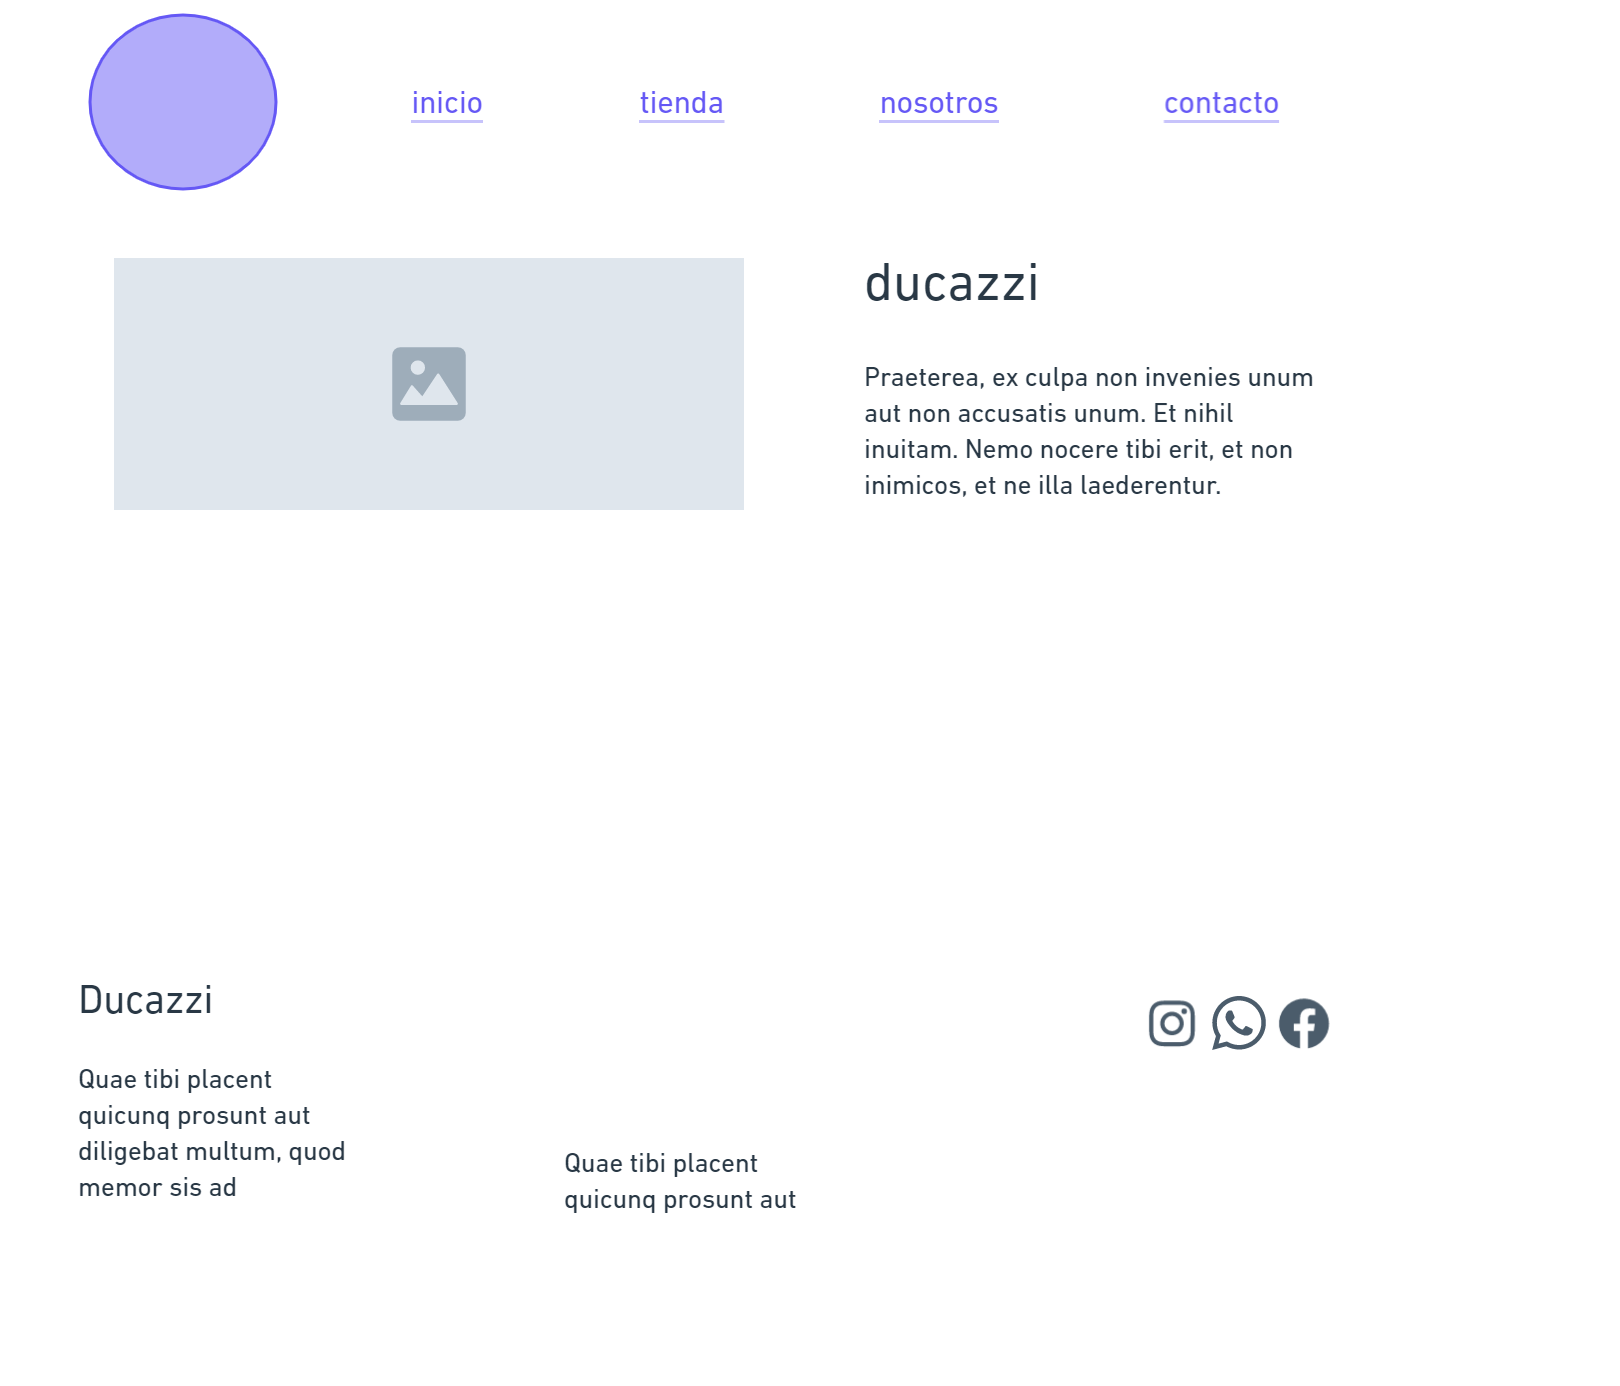 inicio
tienda
nosotros
contacto
ducazzi
Praeterea, ex culpa non invenies unum
aut non accusatis unum. Et nihil
inuitam. Nemo nocere tibi erit, et non
inimicos, et ne illa laederentur.
Ducazzi
Quae tibi placent
quicunq prosunt aut
diligebat multum, quod
memor sis ad
Quae tibi placent
quicunq prosunt aut